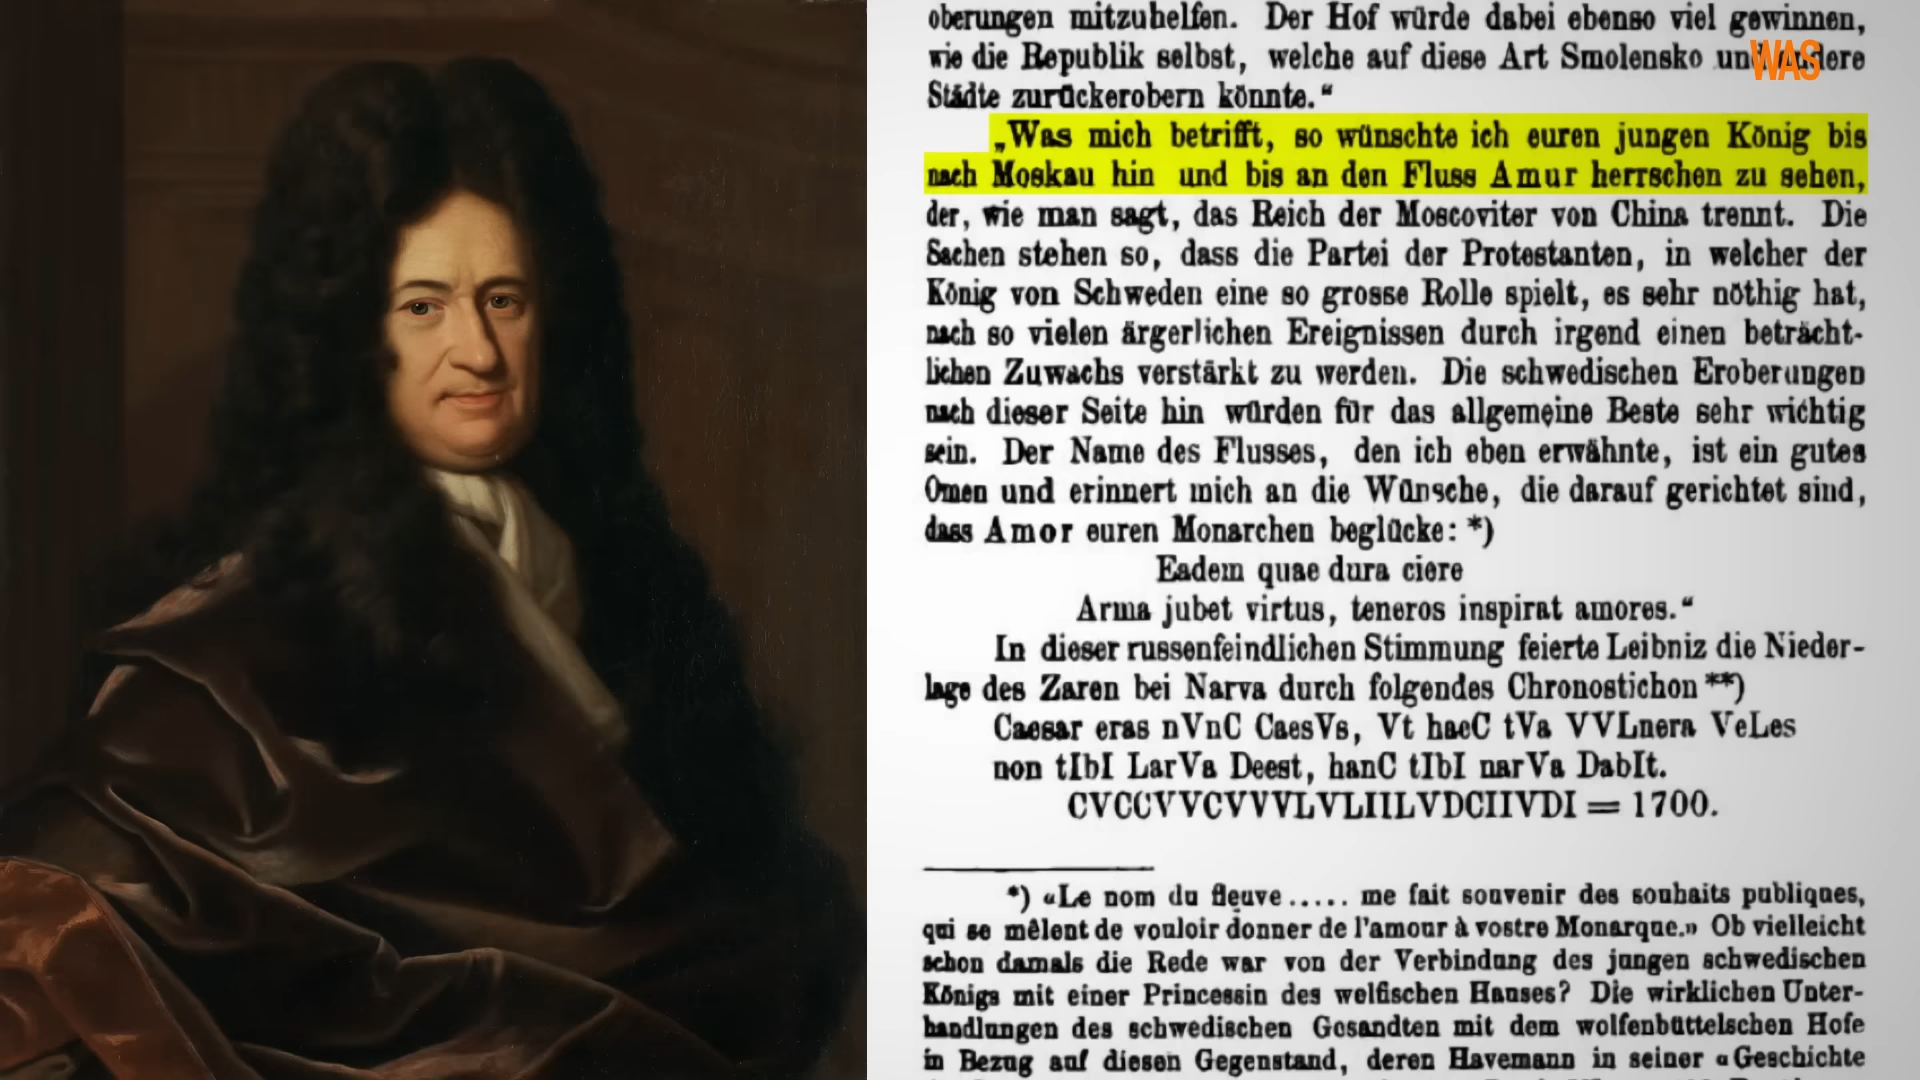 oberungen mitzuhelfen. Der Hof würde dabei ebenso viel gewinnen,
wie die Republik selbst, welche auf diese Art Smolensko und andere
WAS
Städte zurückerobern könnte.“
„Was mich betrifft, so wünschte ich euren jungen König bis
nach Moskau hin und bis an den Fluss Amur herrschen zu sehen,
der, wie man sagt, das Reich der Moscoviter von China trennt. Die
Sachen stehen so, dass die Partei der Protestanten, in welcher der
König von Schweden eine so grosse Rolle spielt, es sehr nöthig hat,
nach so vielen ärgerlichen Ereignissen durch irgend einen beträcht-
lichen Zuwachs verstärkt zu werden. Die schwedischen Eroberungen
nach dieser Seite hin würden für das allgemeine Beste sehr wichtig
sein. Der Name des Flusses, den ich eben erwähnte, ist ein gutes
Omen und erinnert mich an die Wünsche, die darauf gerichtet sind,
dass Amor euren Monarchen beglücke: *)
Eadem quae dura ciere
Arma jubet virtus, teneros inspirat amores.“
In dieser russenfeindlichen Stimmung feierte Leibniz die Nieder-
lage des Zaren bei Narva durch folgendes Chronostichon **)
Caesar eras nVnC CaesVs, Vt haeC tVa VVLnera VeLes
non tIbI LarVa Deest, hanC tIbI narVa DabIt.
CVCCVVCVVVLVLIILVDCIIVDI = 1700.
*) «Le nom du fleuve ..... me fait souvenir des souhaits publiques,
qui se mêlent de vouloir donner de l'amour à vostre Monarque.» Ob vielleicht
schon damals die Rede war von der Verbindung des jungen schwedischen
Königs mit einer Princessin des welfischen Hauses? Die wirklichen Unter-
handlungen des schwedischen Gesandten mit dem wolfenbüttelschen Hofe
in Bezug auf diesen Gegenstand, deren Havemann in seiner «Geschichte